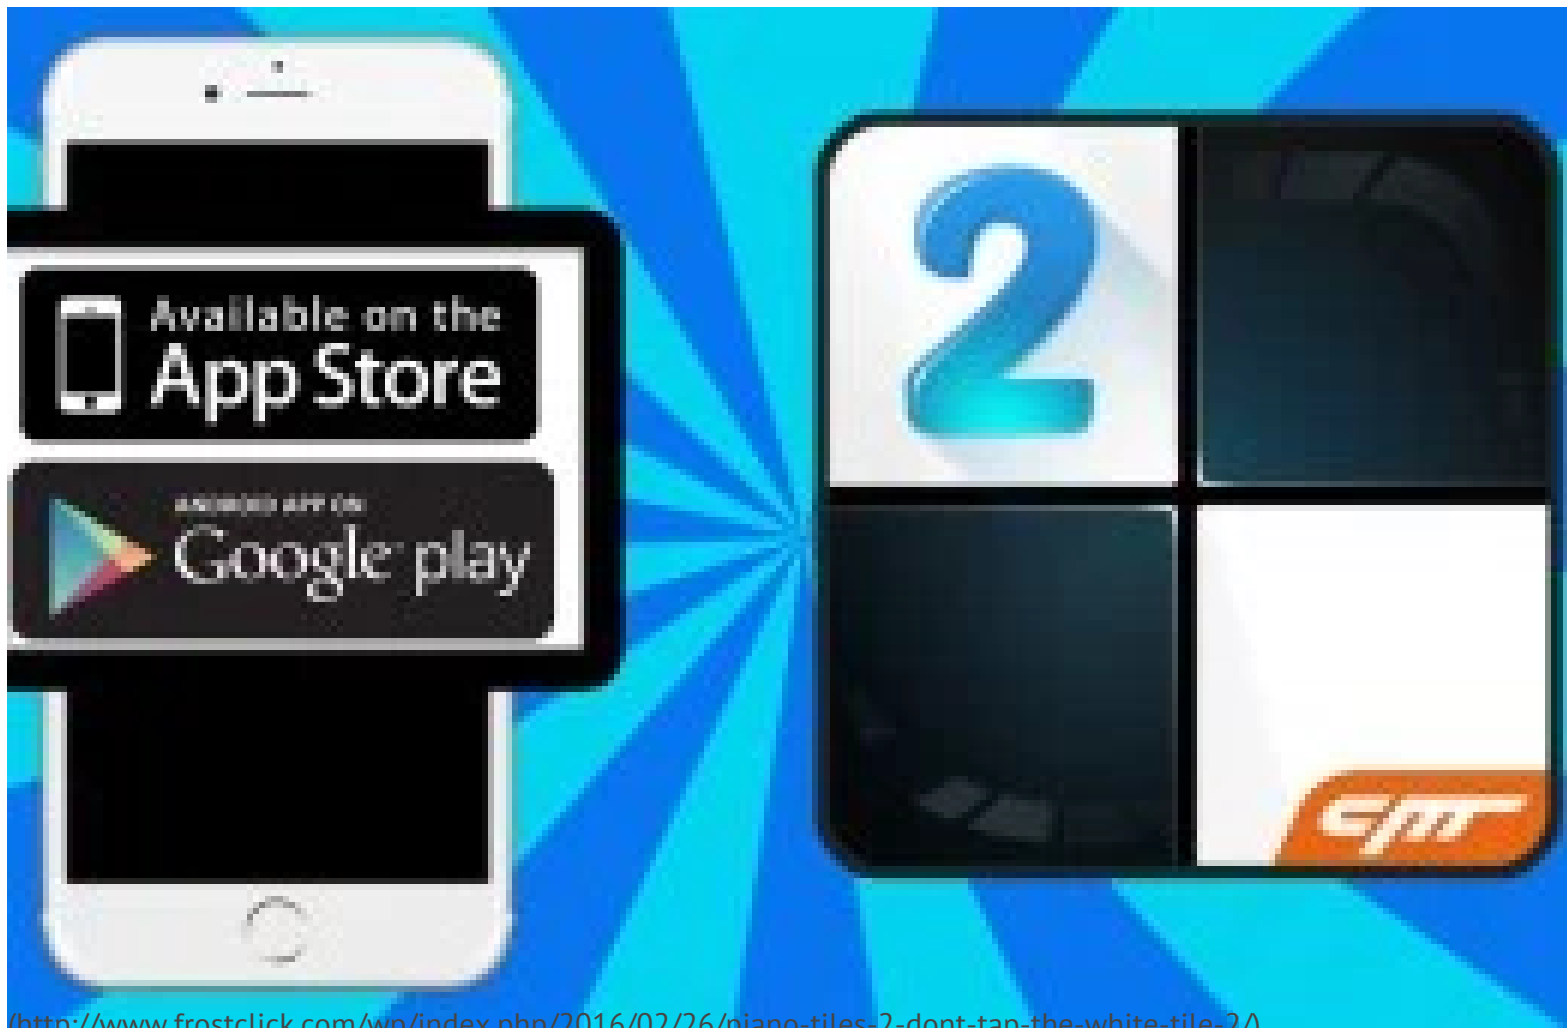 Available on the
App Store
ANDROID APP ON
Google play
2
cmr
(http://www.frostclick.com/wp/index.php/2016/02/26/piano-tiles-2-dont-tap-the-white-tile-2/)